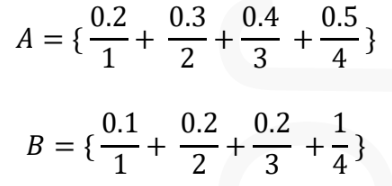 A = { 0.2/1 + 0.3/2 + 0.4/3 + 0.5/4 }
B = { 0.1/1 + 0.2/2 + 0.2/3 + 1/4 }